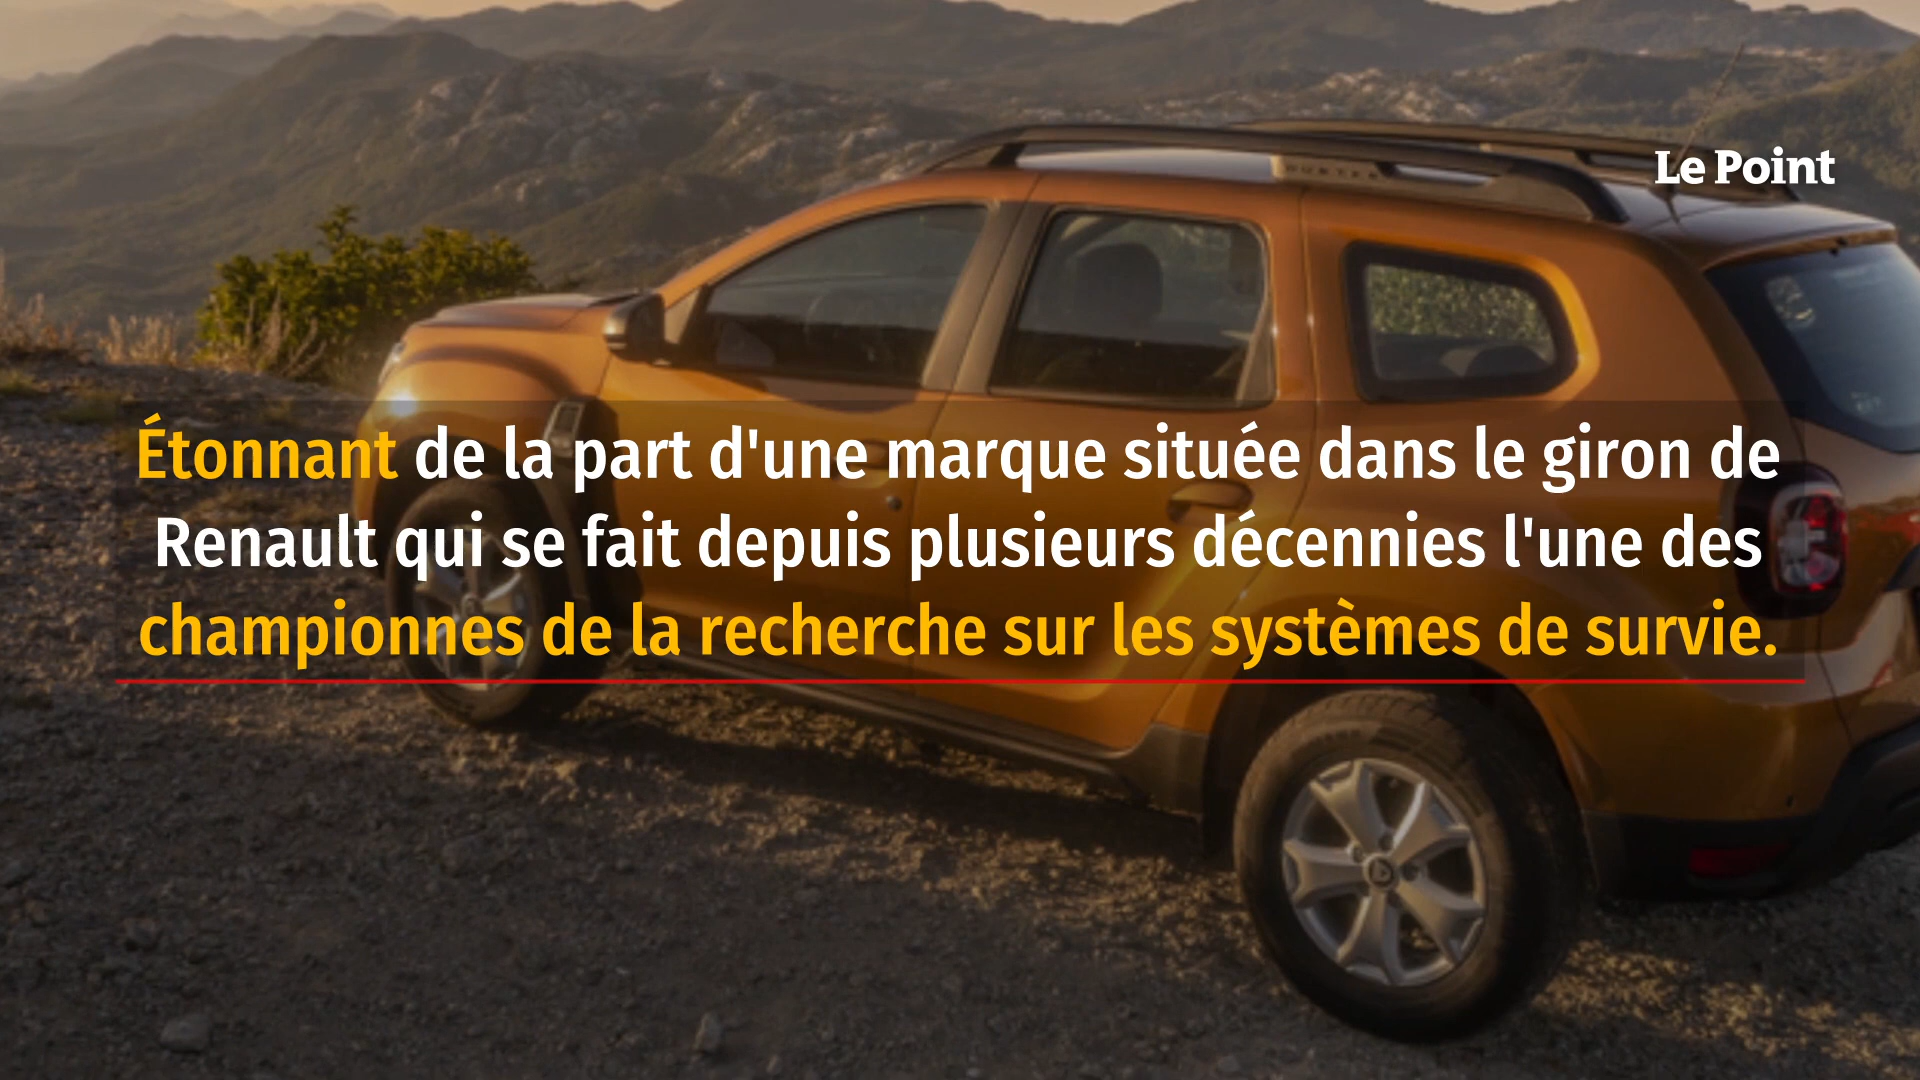 DUSTER
Le Point
Étonnant de la part d'une marque située dans le giron de
Renault qui se fait depuis plusieurs décennies l'une des
championnes de la recherche sur les systèmes de survie.